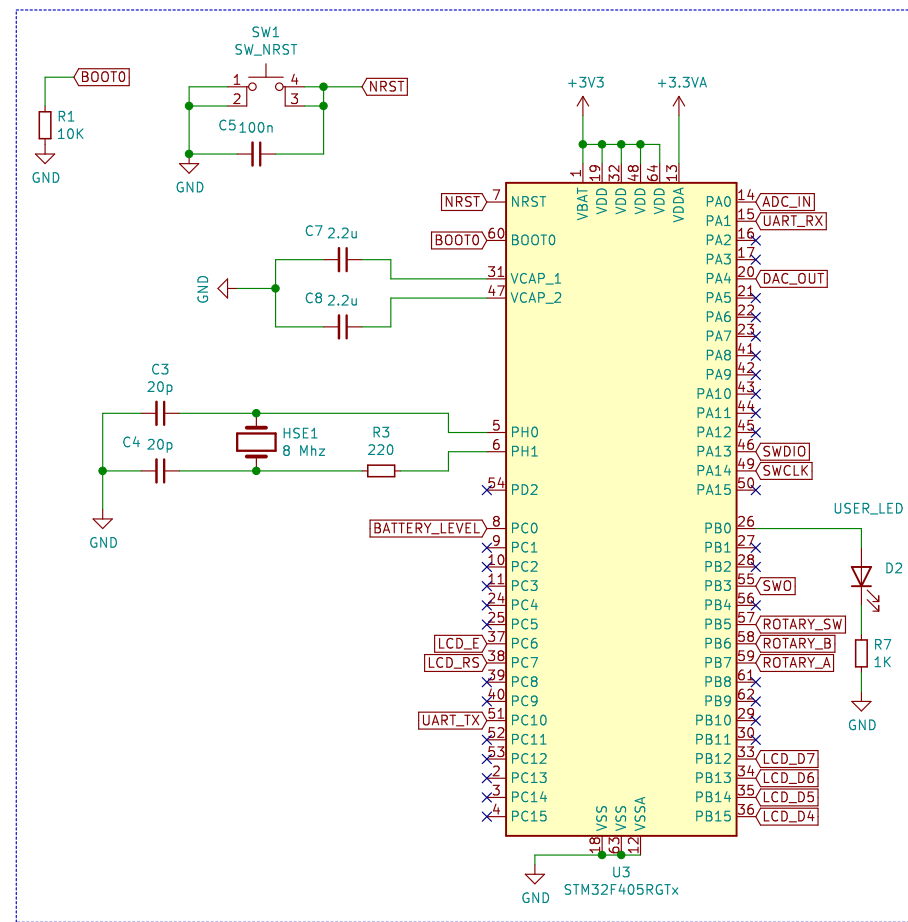 SW1
SW_NRST
BOOT0
1
4
NRST
2
3
R1
10K
C5
100n
GND
GND
+3V3
+3.3VA
1
19
32
48
64
13
VBAT
VDD
VDD
VDD
VDD
VDDA
NRST
7
NRST
PA0
14
ADC_IN
PA1
15
UART_RX
BOOT0
60
BOOT0
PA2
16
PA3
17
C7
2.2u
31
VCAP_1
PA4
20
DAC_OUT
GND
C8
2.2u
47
VCAP_2
PA5
21
PA6
22
PA7
23
PA8
41
PA9
42
PA10
43
PA11
44
C3
20p
5
PH0
PA12
45
C4
20p
HSE1
8 Mhz
R3
220
6
PH1
PA13
46
SWDIO
PA14
49
SWCLK
54
PD2
PA15
50
GND
USER_LED
BATTERY_LEVEL
8
PC0
PB0
26
9
PC1
PB1
27
10
PC2
PB2
28
D2
11
PC3
PB3
55
SWO
24
PC4
PB4
56
25
PC5
PB5
57
ROTARY_SW
LCD_E
37
PC6
PB6
58
ROTARY_B
LCD_RS
38
PC7
PB7
59
ROTARY_A
R7
1K
39
PC8
PB8
61
40
PC9
PB9
62
UART_TX
51
PC10
PB10
29
GND
52
PC11
PB11
30
53
PC12
PB12
33
LCD_D7
2
PC13
PB13
34
LCD_D6
3
PC14
PB14
35
LCD_D5
4
PC15
PB15
36
LCD_D4
VSS
VSS
VSSA
18
63
12
GND
U3
STM32F405RGTx